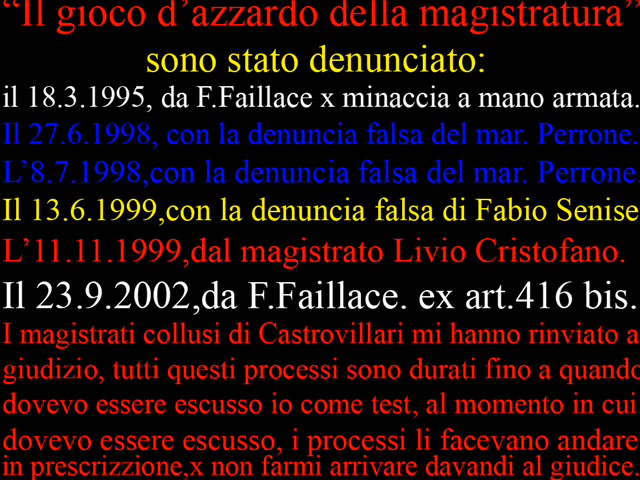 “Il gioco d’azzardo della magistratura”
sono stato denunciato:
il 18.3.1995, da F.Faillace x minaccia a mano armata.
Il 27.6.1998, con la denuncia falsa del mar. Perrone.
L’8.7.1998,con la denuncia falsa del mar. Perrone.
Il 13.6.1999,con la denuncia falsa di Fabio Senise
L’11.11.1999,dal magistrato Livio Cristofano.
Il 23.9.2002,da F.Faillace. ex art.416 bis.
I magistrati collusi di Castrovillari mi hanno rinviato a
giudizio, tutti questi processi sono durati fino a quando
dovevo essere escusso io come test, al momento in cui
dovevo essere escusso, i processi li facevano andare
in prescrizzione,x non farmi arrivare davandi al giudice.